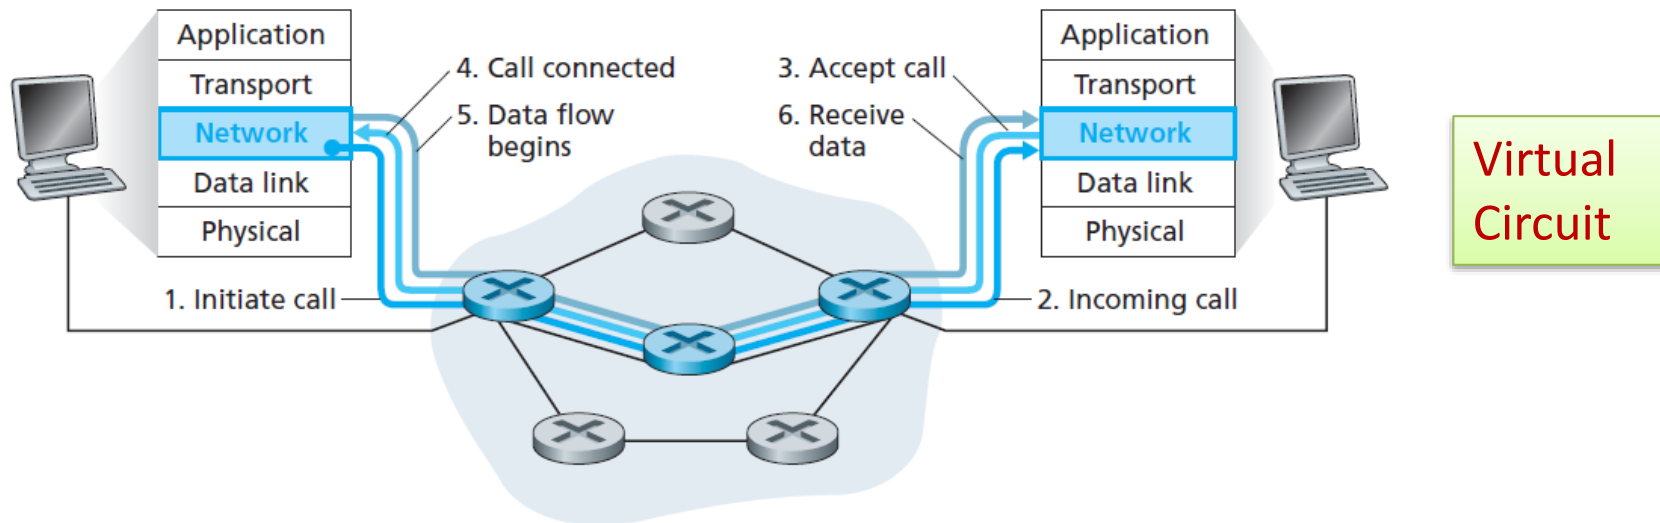 Application
Transport
Network
Data link
Physical
4. Call connected
5. Data flow
begins
1. Initiate call
3. Accept call
6. Receive
data
2. Incoming call
Application
Transport
Network
Data link
Physical
Virtual
Circuit